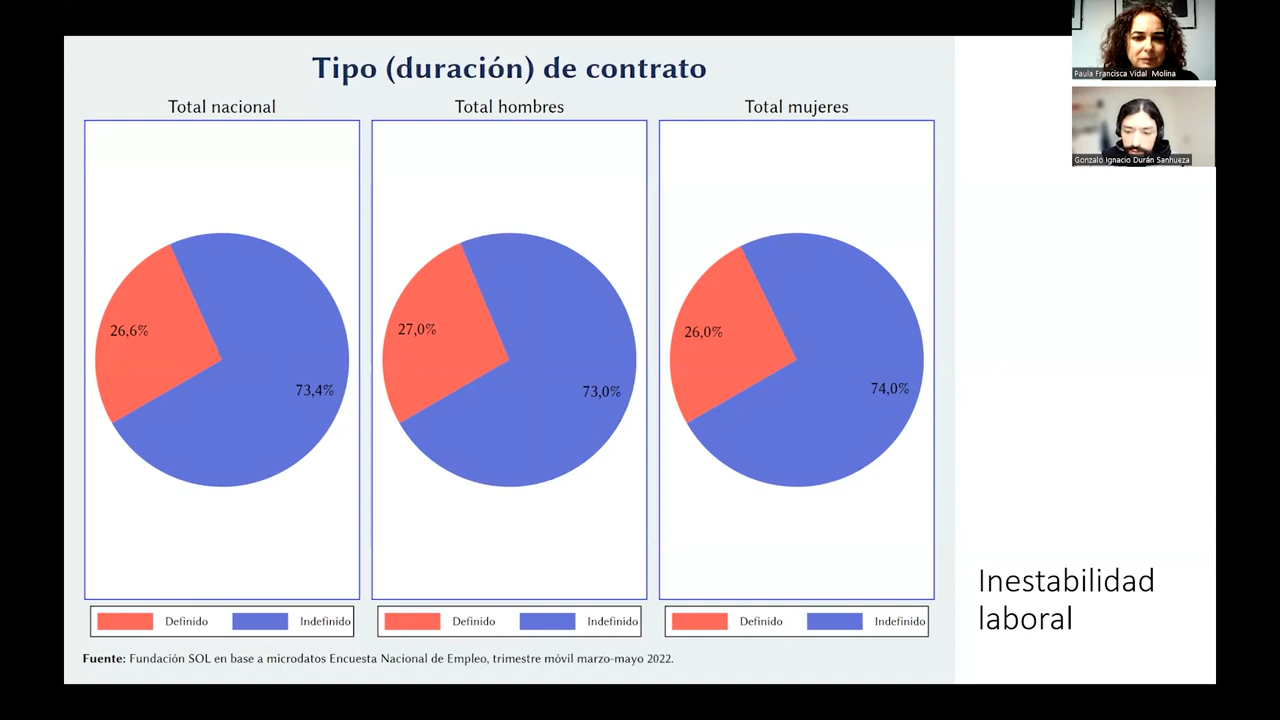 Tipo (duración) de contrato
Total nacional
Total hombres
Total mujeres
26,6%
73,4%
27,0%
73,0%
26,0%
74,0%
Definido
Indefinido
Definido
Indefinido
Definido
Indefinido
Fuente: Fundación SOL en base a microdatos Encuesta Nacional de Empleo, trimestre móvil marzo-mayo 2022.
Inestabilidad
laboral
Paula Francisca Vidal Molina
Gonzalo Ignacio Durán Sanhueza